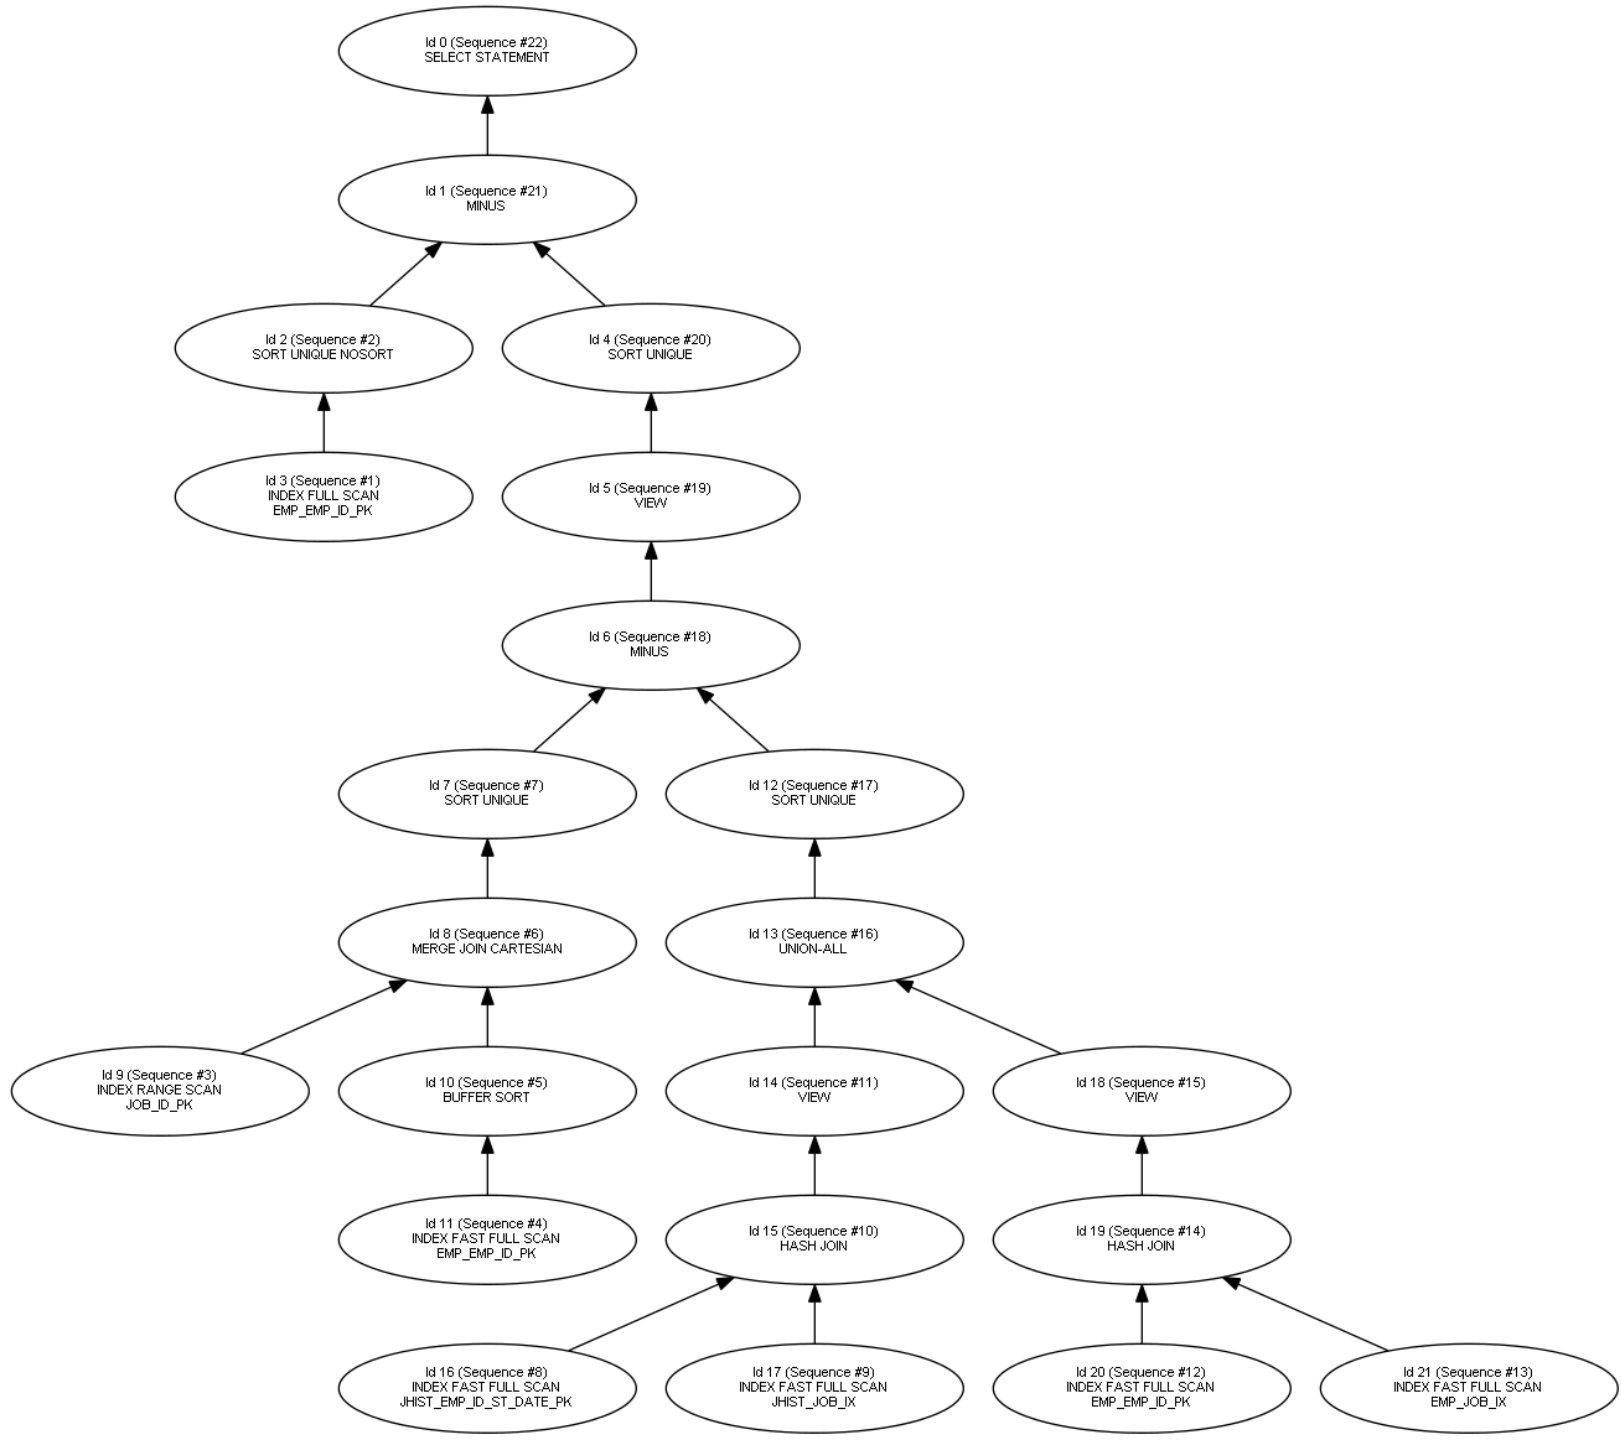 Id 0 (Sequence #22)
SELECT STATEMENT
Id 1 (Sequence #21)
MINUS
Id 2 (Sequence #2)
SORT UNIQUE NOSORT
Id 4 (Sequence #20)
SORT UNIQUE
Id 3 (Sequence #1)
INDEX FULL SCAN
EMP_EMP_ID_PK
Id 5 (Sequence #19)
VIEW
Id 6 (Sequence #18)
MINUS
Id 7 (Sequence #7)
SORT UNIQUE
Id 12 (Sequence #17)
SORT UNIQUE
Id 8 (Sequence #6)
MERGE JOIN CARTESIAN
Id 13 (Sequence #16)
UNION-ALL
Id 9 (Sequence #3)
INDEX RANGE SCAN
JOB_ID_PK
Id 10 (Sequence #5)
BUFFER SORT
Id 14 (Sequence #11)
VIEW
Id 18 (Sequence #15)
VIEW
Id 11 (Sequence #4)
INDEX FAST FULL SCAN
EMP_EMP_ID_PK
Id 15 (Sequence #10)
HASH JOIN
Id 19 (Sequence #14)
HASH JOIN
Id 16 (Sequence #8)
INDEX FAST FULL SCAN
JHIST_EMP_ID_ST_DATE_PK
Id 17 (Sequence #9)
INDEX FAST FULL SCAN
JHIST_JOB_IX
Id 20 (Sequence #12)
INDEX FAST FULL SCAN
EMP_EMP_ID_PK
Id 21 (Sequence #13)
INDEX FAST FULL SCAN
EMP_JOB_IX